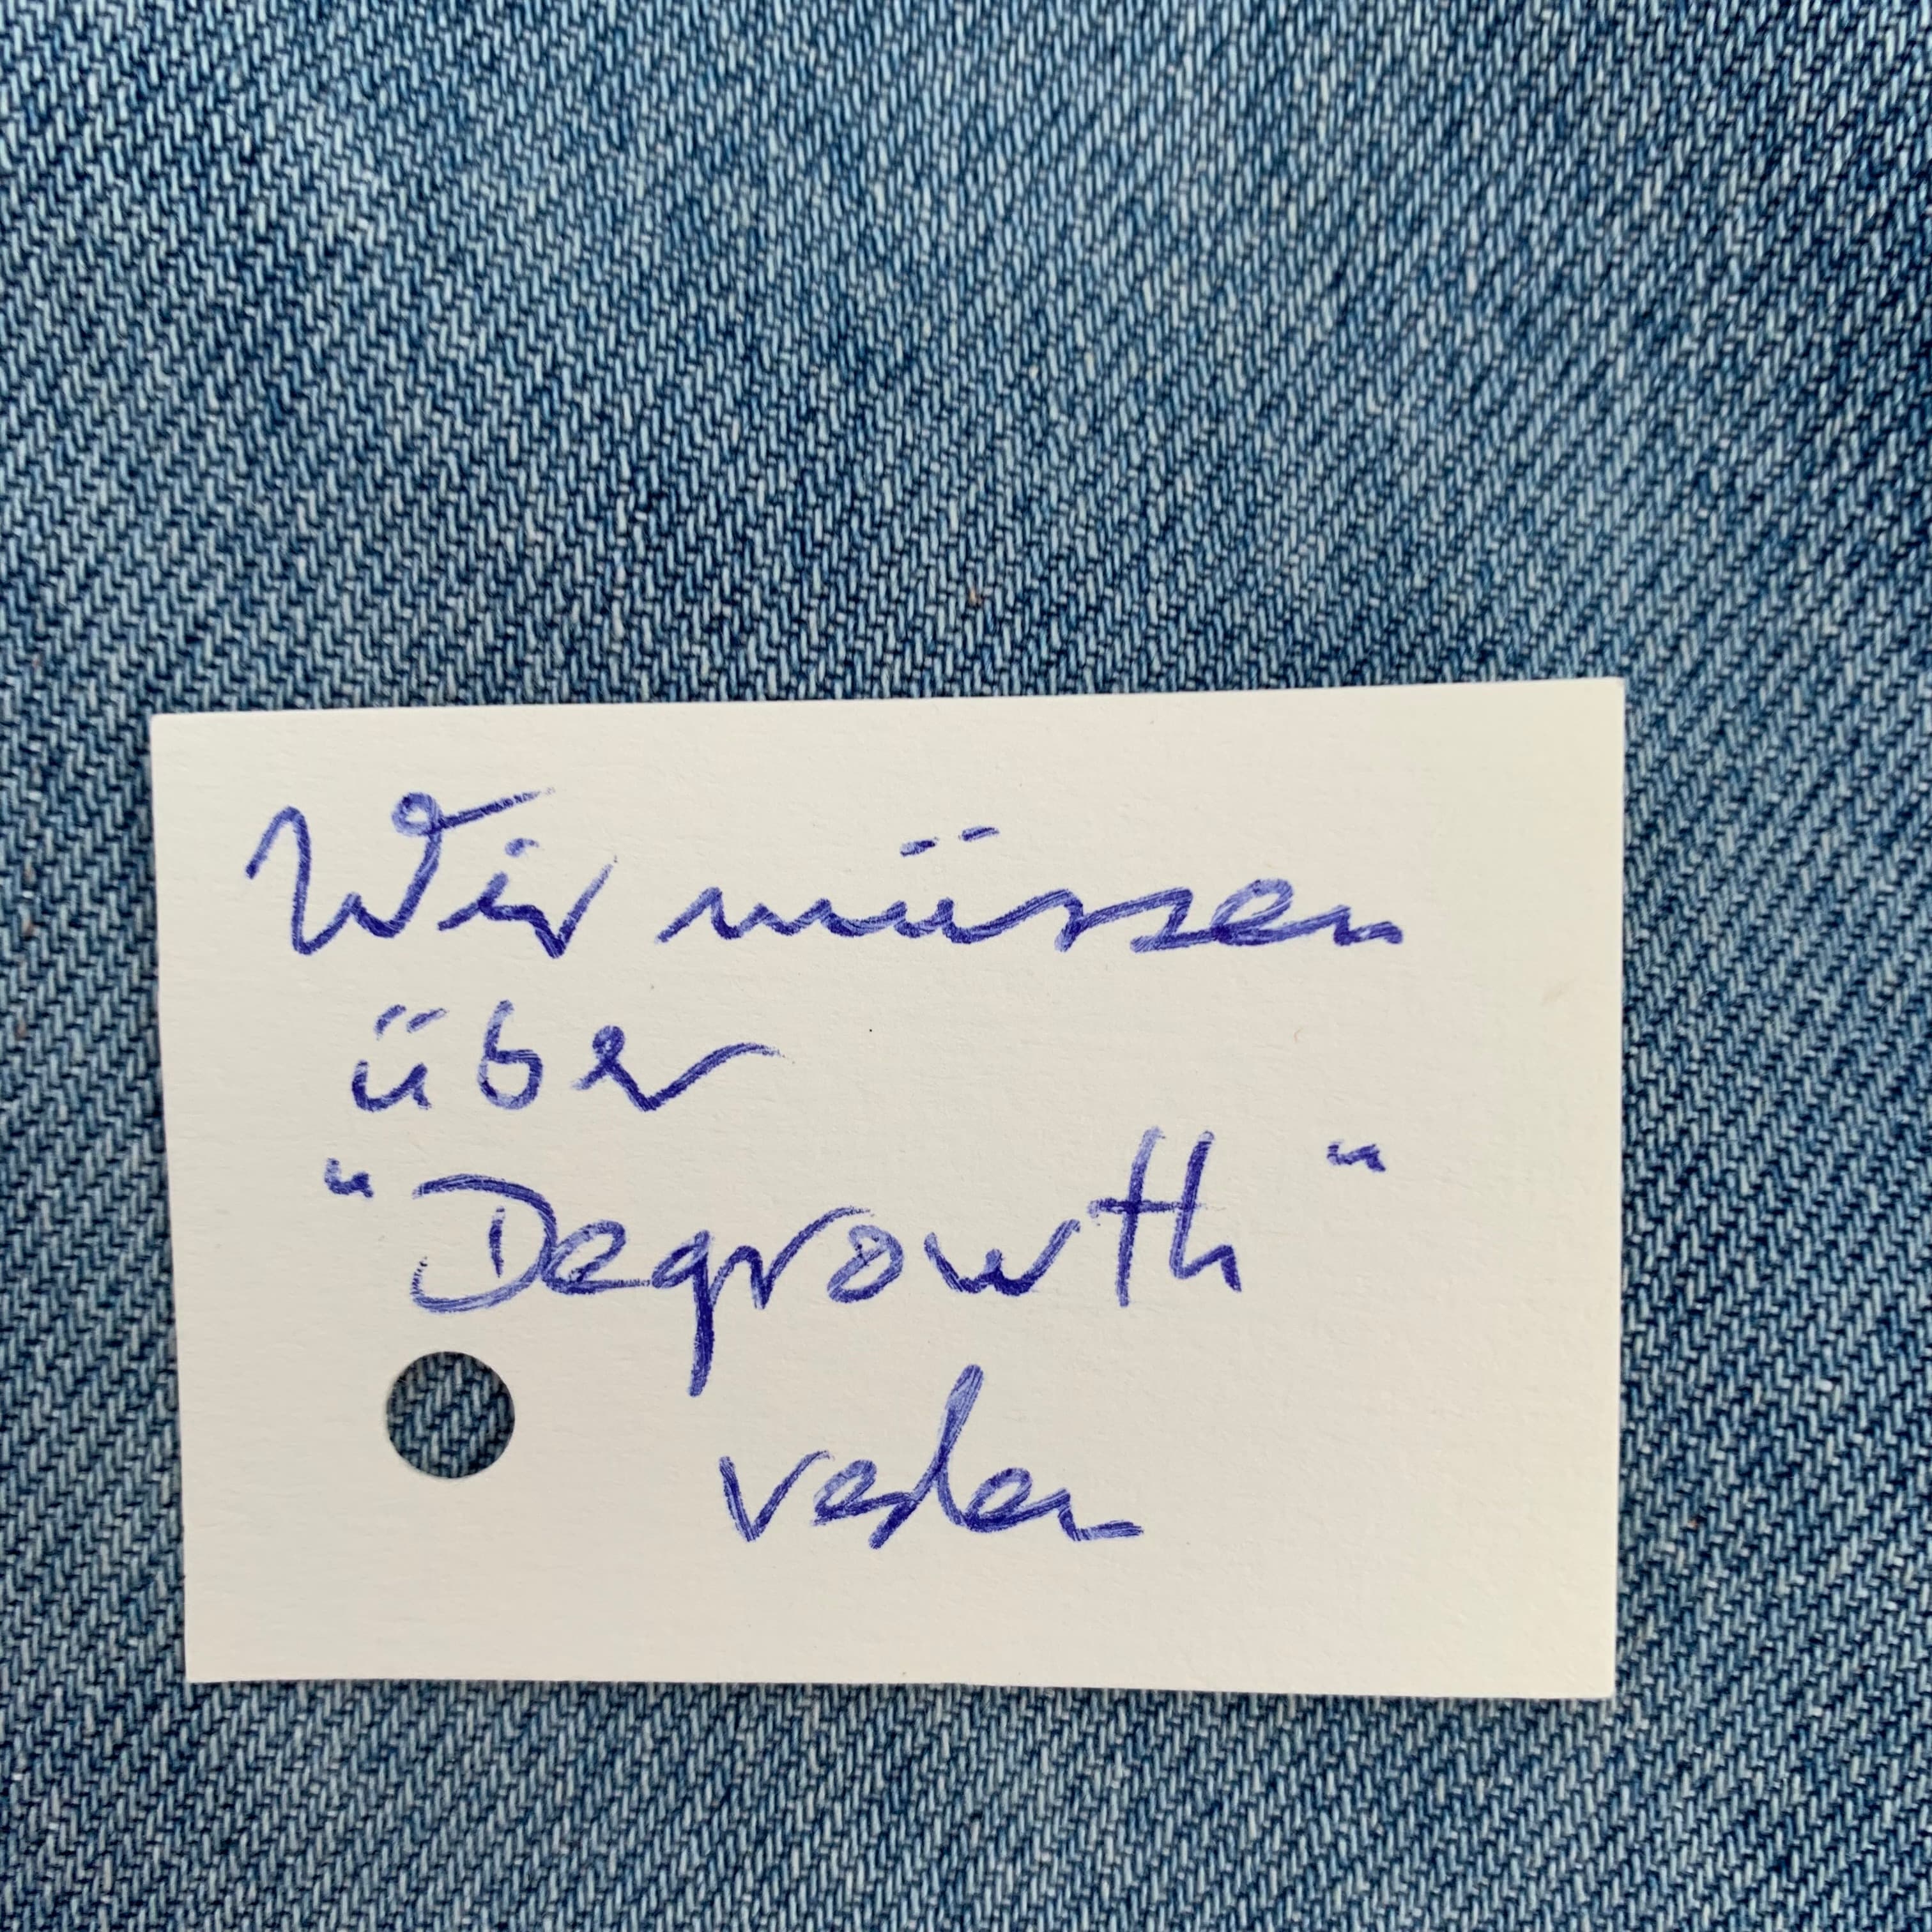 Wir müssen
über
"Degrowth"
reden